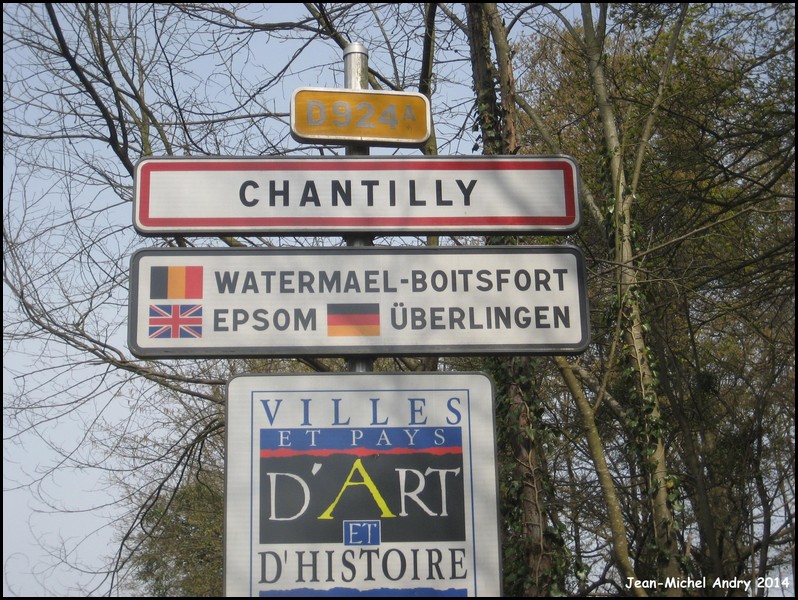 D924A
CHANTILLY
WATERMAEL-BOITSFORT
EPSOM ÜBERLINGEN
VILLES
ET PAYS
D'ART
ET
D'HISTOIRE
Jean-Michel Andry 2014